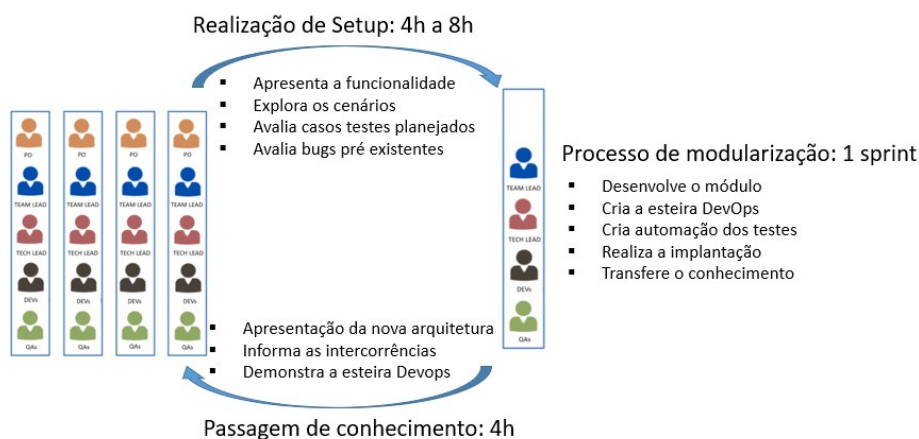 Realização de Setup: 4h a 8h
▪ Apresenta a funcionalidade
▪ Explora os cenários
▪ Avalia casos testes planejados
▪ Avalia bugs pré existentes
PO PO PO PO
TEAM LEAD TEAM LEAD TEAM LEAD TEAM LEAD
TECH LEAD TECH LEAD TECH LEAD TECH LEAD
DEVs DEVs DEVs DEVs
QAs QAs QAs QAs
TEAM LEAD
TECH LEAD
DEVs
QAs
Processo de modularização: 1 sprint
▪ Desenvolve o módulo
▪ Cria a esteira DevOps
▪ Cria automação dos testes
▪ Realiza a implantação
▪ Transfere o conhecimento
▪ Apresentação da nova arquitetura
▪ Informa as intercorrências
▪ Demonstra a esteira Devops
Passagem de conhecimento: 4h